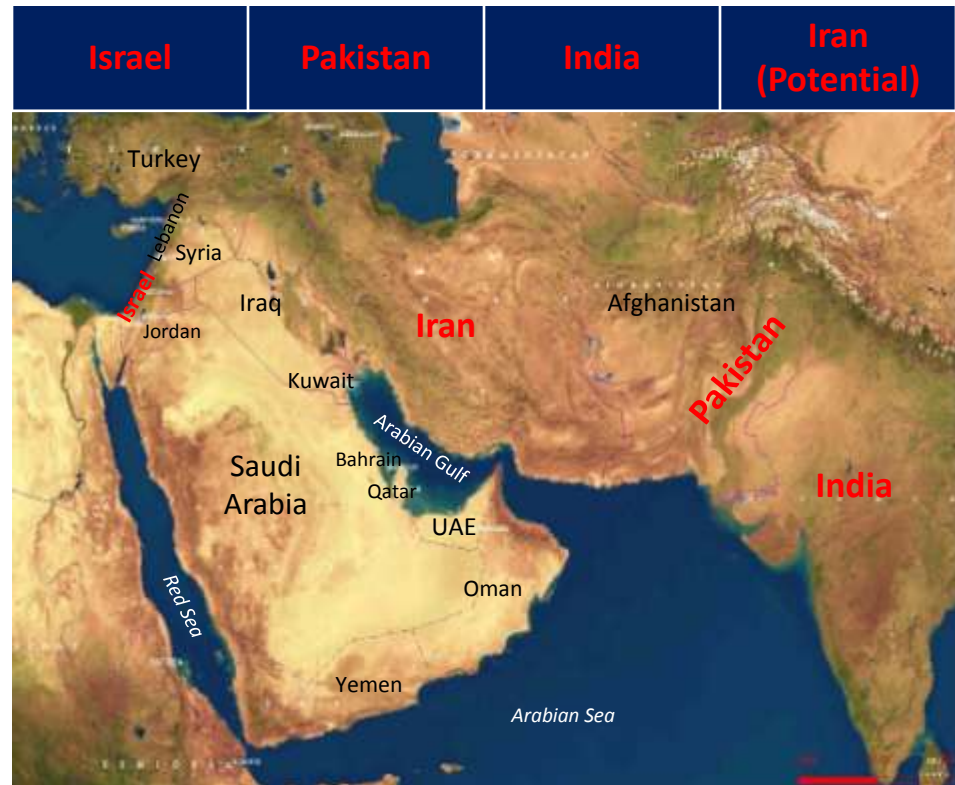 Israel
Pakistan
India
Iran
(Potential)
Turkey
Lebanon
Syria
Israel
Iraq
Jordan
Iran
Afghanistan
Pakistan
Kuwait
Arabian Gulf
Bahrain
Qatar
Saudi
Arabia
India
UAE
Oman
Red Sea
Yemen
Arabian Sea